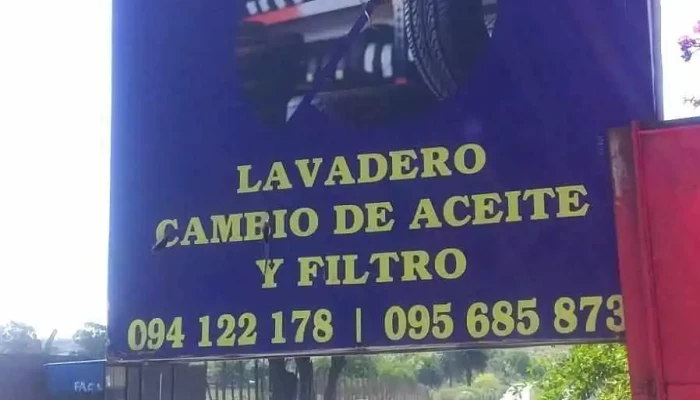 LAVADERO
CAMBIO DE ACEITE
Y FILTRO
094 122 178 | 095 685 873